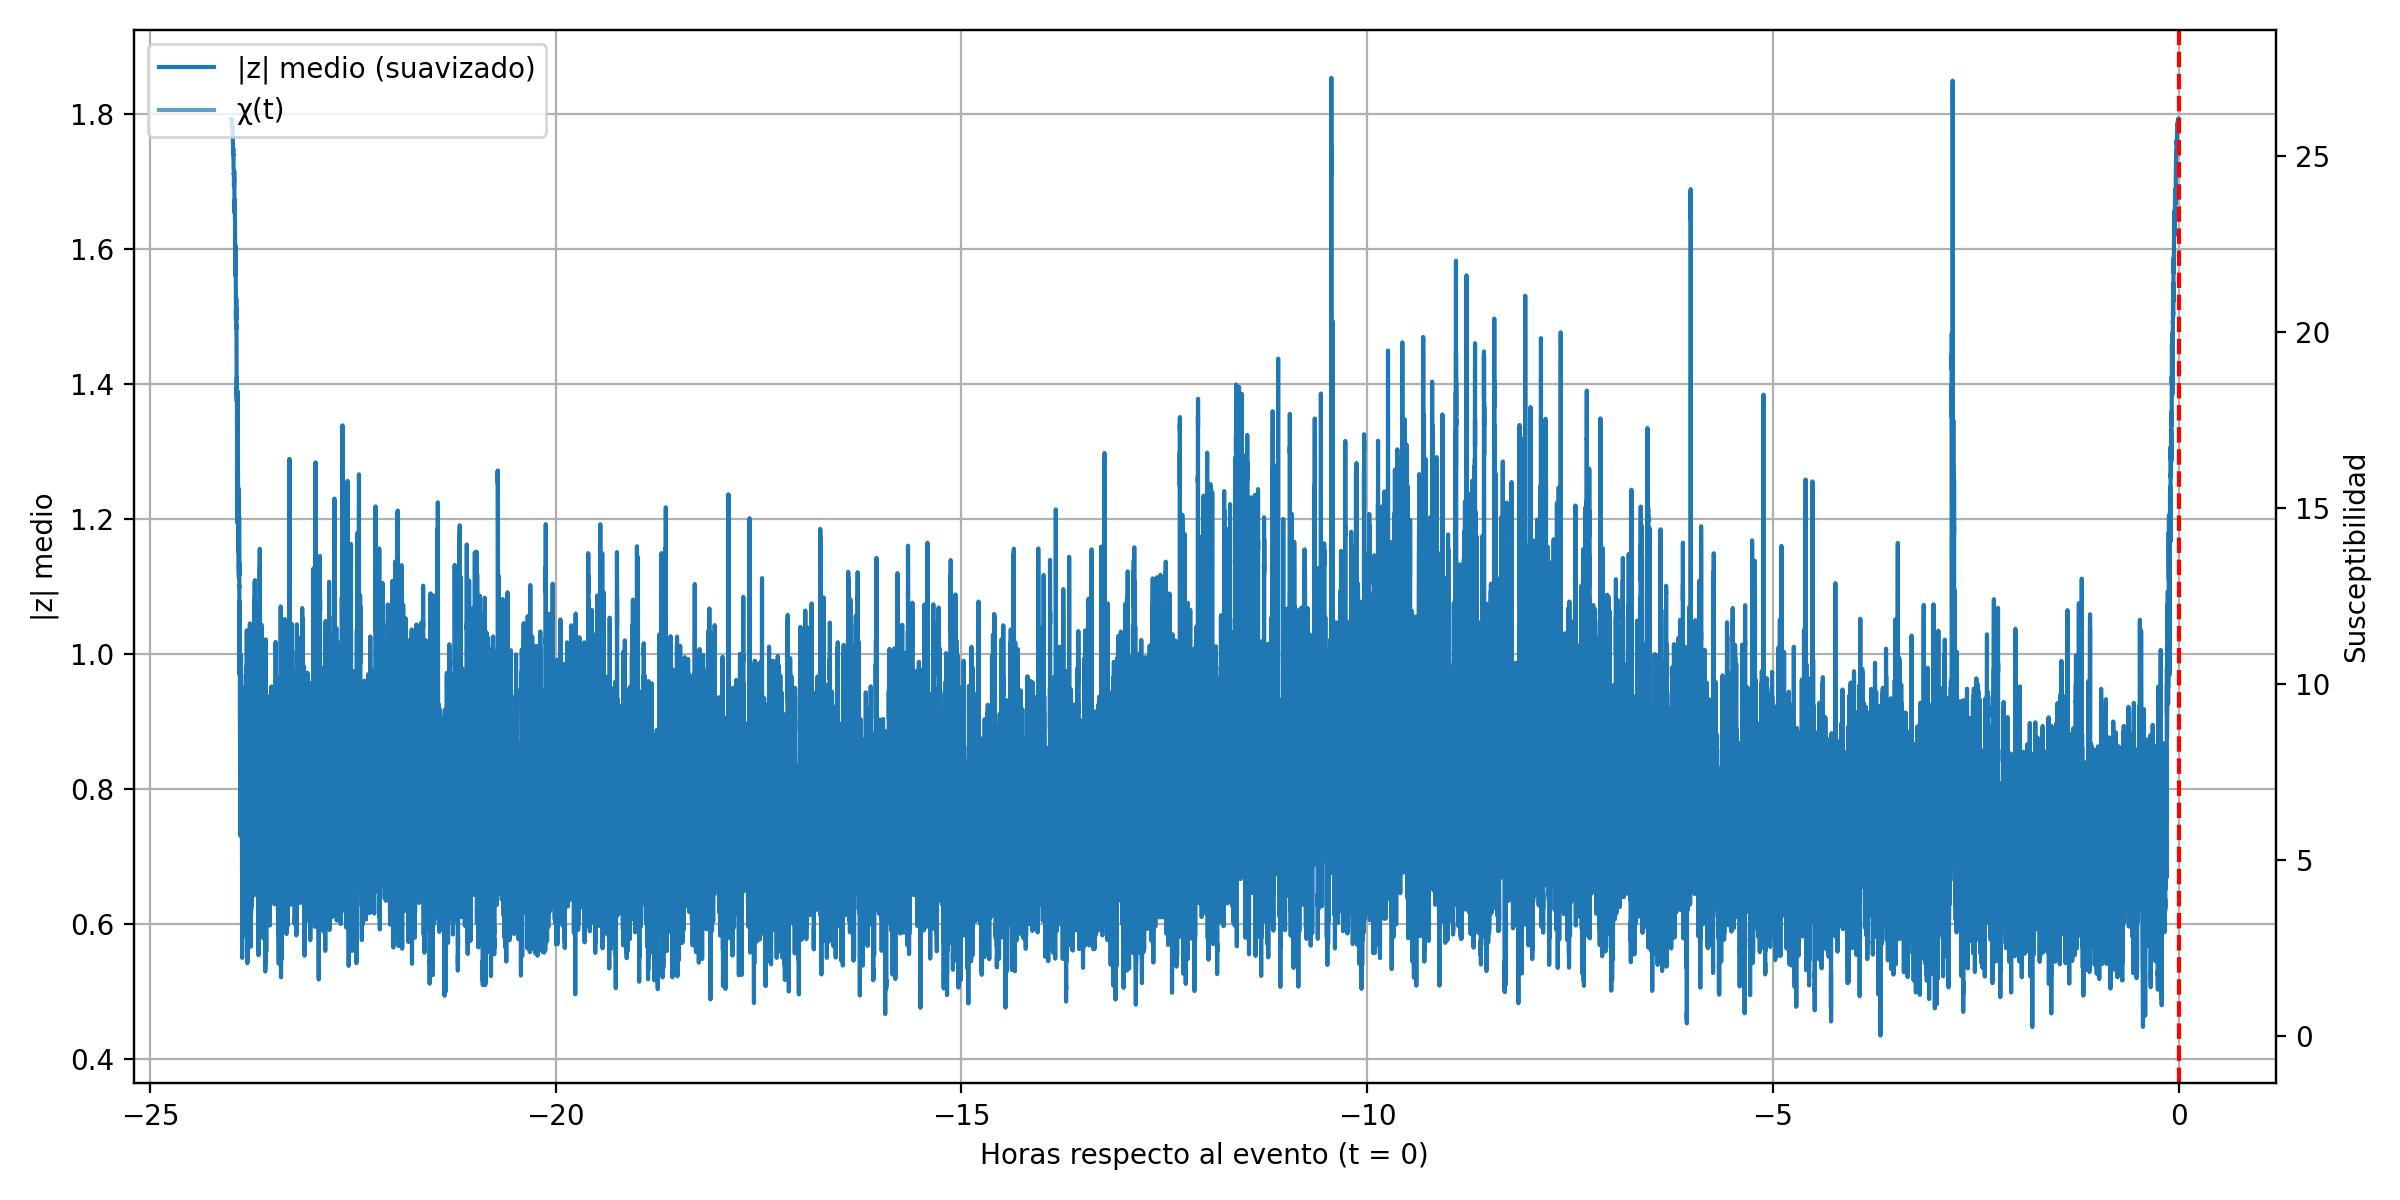 |z| medio (suavizado)
χ(t)
1.8
1.6
1.4
1.2
1.0
0.8
0.6
0.4
|z| medio
25
20
15
10
5
0
Susceptibilidad
−25 −20 −15 −10 −5 0
Horas respecto al evento (t = 0)